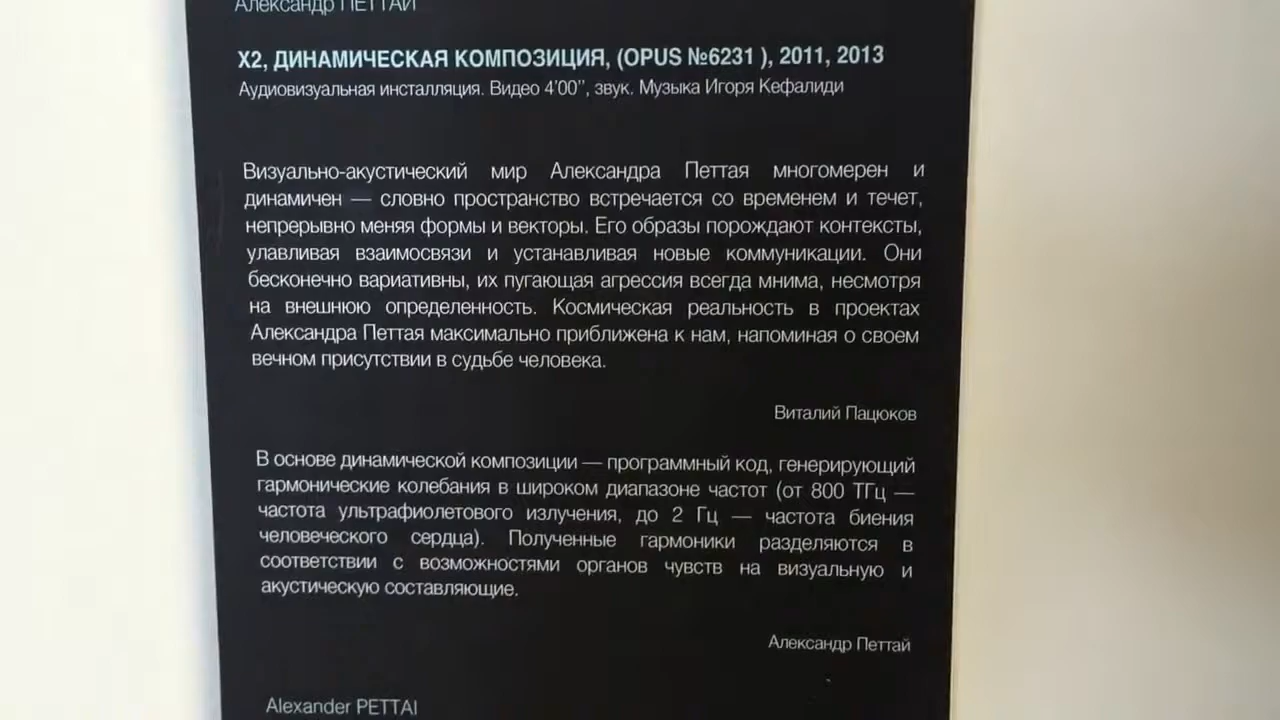 Александр ПЕТТАЙ
X2, ДИНАМИЧЕСКАЯ КОМПОЗИЦИЯ, (OPUS №6231 ), 2011, 2013
Аудиовизуальная инсталляция. Видео 4’00”, звук. Музыка Игоря Кефалиди
Визуально-акустический мир Александра Петтая многомерен и
динамичен — словно пространство встречается со временем и течет,
непрерывно меняя формы и векторы. Его образы порождают контексты,
улавливая взаимосвязи и устанавливая новые коммуникации. Они
бесконечно вариативны, их пугающая агрессия всегда мнима, несмотря
на внешнюю определенность. Космическая реальность в проектах
Александра Петтая максимально приближена к нам, напоминая о своем
вечном присутствии в судьбе человека.
Виталий Пацюков
В основе динамической композиции — программный код, генерирующий
гармонические колебания в широком диапазоне частот (от 800 ТГц —
частота ультрафиолетового излучения, до 2 Гц — частота биения
человеческого сердца). Полученные гармоники разделяются в
соответствии с возможностями органов чувств на визуальную и
акустическую составляющие.
Александр Петтай
Alexander PETTAI